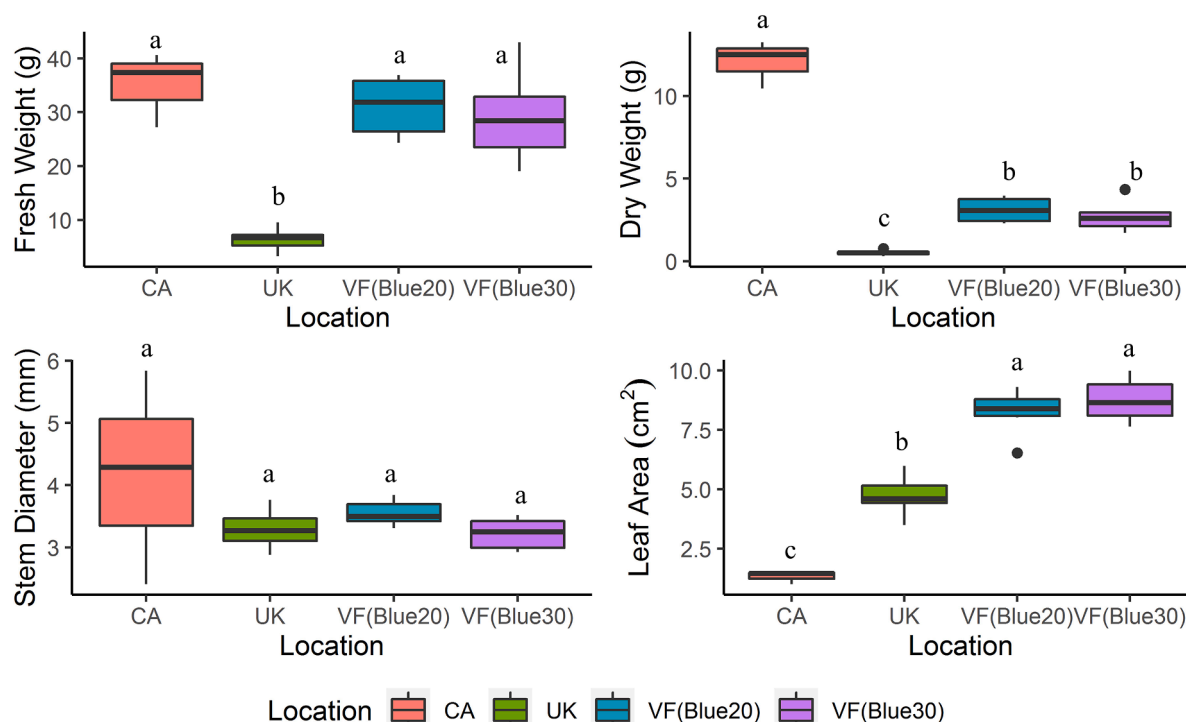 Fresh Weight (g)
40
30
20
10
a
b
a
a
CA
UK
VF(Blue20)
VF(Blue30)
Location
Dry Weight (g)
10
5
0
a
c
b
b
CA
UK
VF(Blue20)
VF(Blue30)
Location
Stem Diameter (mm)
6
5
4
3
a
a
a
a
CA
UK
VF(Blue20)
VF(Blue30)
Location
Leaf Area (cm²)
10.0
7.5
5.0
2.5
c
b
a
a
CA
UK
VF(Blue20)
VF(Blue30)
Location
Location CA UK VF(Blue20) VF(Blue30)